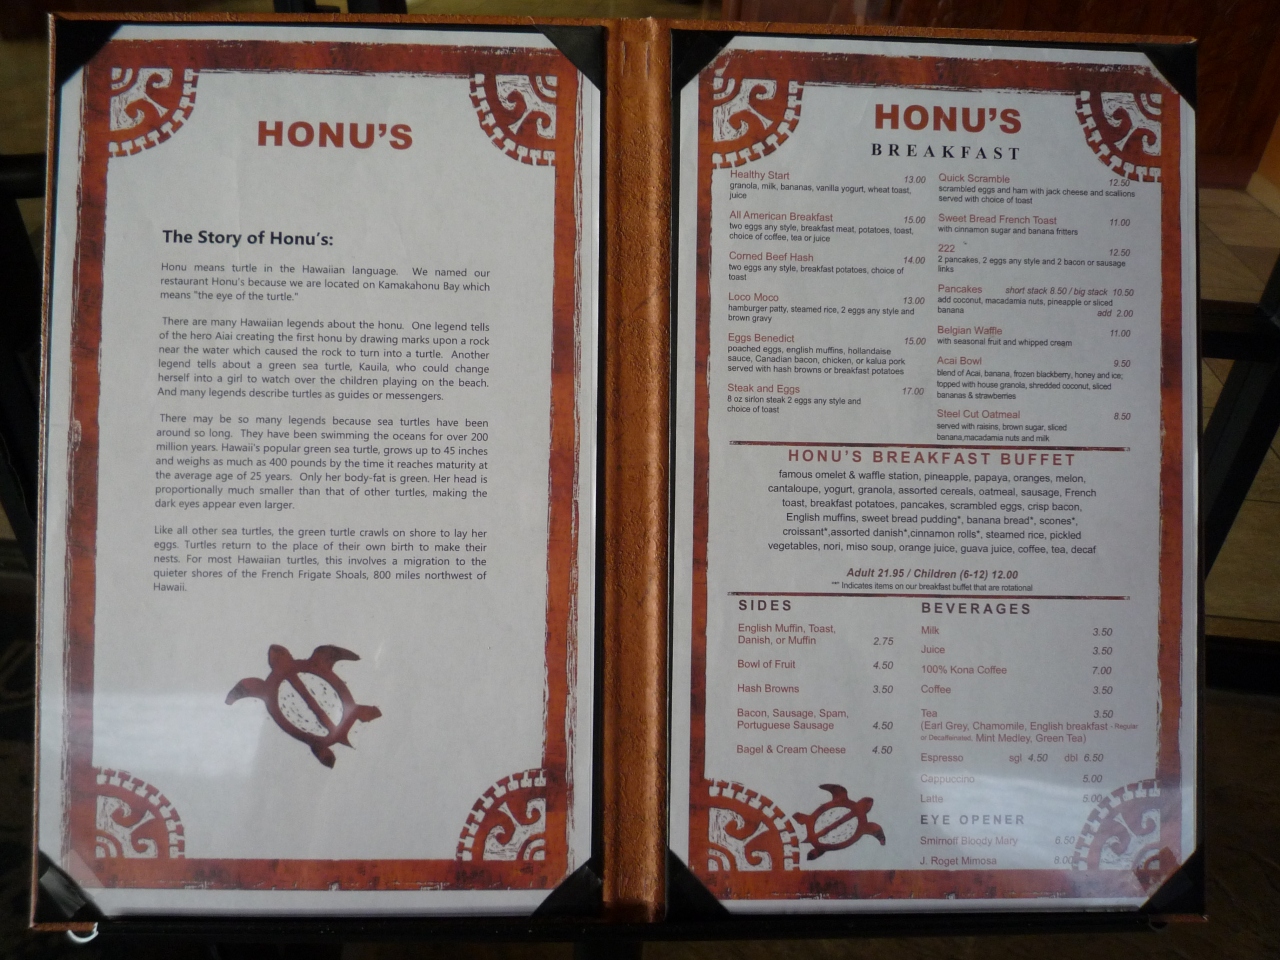 HONU'S
The Story of Honu's:
Honu means turtle in the Hawaiian language. We named our
restaurant Honu's because we are located on Kamakahonu Bay which
means "the eye of the turtle."
There are many Hawaiian legends about the honu. One legend tells
of the hero Aiai creating the first honu by drawing marks upon a rock
near the water which caused the rock to turn into a turtle. Another
legend tells about a green sea turtle, Kauila, who could change
herself into a girl to watch over the children playing on the beach.
And many legends describe turtles as guides or messengers.
There may be so many legends because sea turtles have been
around so long. They have been swimming the oceans for over 200
million years. Hawaii's popular green sea turtle, grows up to 45 inches
and weighs as much as 400 pounds by the time it reaches maturity at
the average age of 25 years. Only her body-fat is green. Her head is
proportionally much smaller than that of other turtles, making the
dark eyes appear even larger.
Like all other sea turtles, the green turtle crawls on shore to lay her
eggs. Turtles return to the place of their own birth to make their
nests. For most Hawaiian turtles, this involves a migration to the
quieter shores of the French Frigate Shoals, 800 miles northwest of
Hawaii.
HONU'S
BREAKFAST
Healthy Start 13.00
granola, milk, bananas, vanilla yogurt, wheat toast,
juice
All American Breakfast 15.00
two eggs any style, breakfast meat, potatoes, toast,
choice of coffee, tea or juice
Corned Beef Hash 14.00
two eggs any style, breakfast potatoes, choice of
toast
Loco Moco 13.00
hamburger patty, steamed rice, 2 eggs any style and
brown gravy
Eggs Benedict 15.00
poached eggs, english muffins, hollandaise
sauce, Canadian bacon, chicken, or kalua pork
served with hash browns or breakfast potatoes
Steak and Eggs 17.00
8 oz sirlon steak 2 eggs any style and
choice of toast
Quick Scramble 12.50
scrambled eggs and ham with jack cheese and scallions
served with choice of toast
Sweet Bread French Toast 11.00
with cinnamon sugar and banana fritters
222 12.50
2 pancakes, 2 eggs any style and 2 bacon or sausage
links
Pancakes short stack 8.50 / big stack 10.50
add coconut, macadamia nuts, pineapple or sliced
banana add 2.00
Belgian Waffle 11.00
with seasonal fruit and whipped cream
Acai Bowl 9.50
blend of Acai, banana, frozen blackberry, honey and ice;
topped with house granola, shredded coconut, sliced
bananas & strawberries
Steel Cut Oatmeal 8.50
served with raisins, brown sugar, sliced
banana,macadamia nuts and milk
HONU'S BREAKFAST BUFFET
famous omelet & waffle station, pineapple, papaya, oranges, melon,
cantaloupe, yogurt, granola, assorted cereals, oatmeal, sausage, French
toast, breakfast potatoes, pancakes, scrambled eggs, crisp bacon,
English muffins, sweet bread pudding*, banana bread*, scones*,
croissant*,assorted danish*,cinnamon rolls*, steamed rice, pickled
vegetables, nori, miso soup, orange juice, guava juice, coffee, tea, decaf
Adult 21.95 / Children (6-12) 12.00
"*" Indicates items on our breakfast buffet that are rotational
SIDES
English Muffin, Toast,
Danish, or Muffin 2.75
Bowl of Fruit 4.50
Hash Browns 3.50
Bacon, Sausage, Spam,
Portuguese Sausage 4.50
Bagel & Cream Cheese 4.50
BEVERAGES
Milk 3.50
Juice 3.50
100% Kona Coffee 7.00
Coffee 3.50
Tea 3.50
(Earl Grey, Chamomile, English breakfast - Regular
or Decaffeinated, Mint Medley, Green Tea)
Espresso sgl 4.50 dbl 6.50
Cappuccino 5.00
Latte 5.00
EYE OPENER
Smirnoff Bloody Mary 6.50
J. Roget Mimosa 8.00